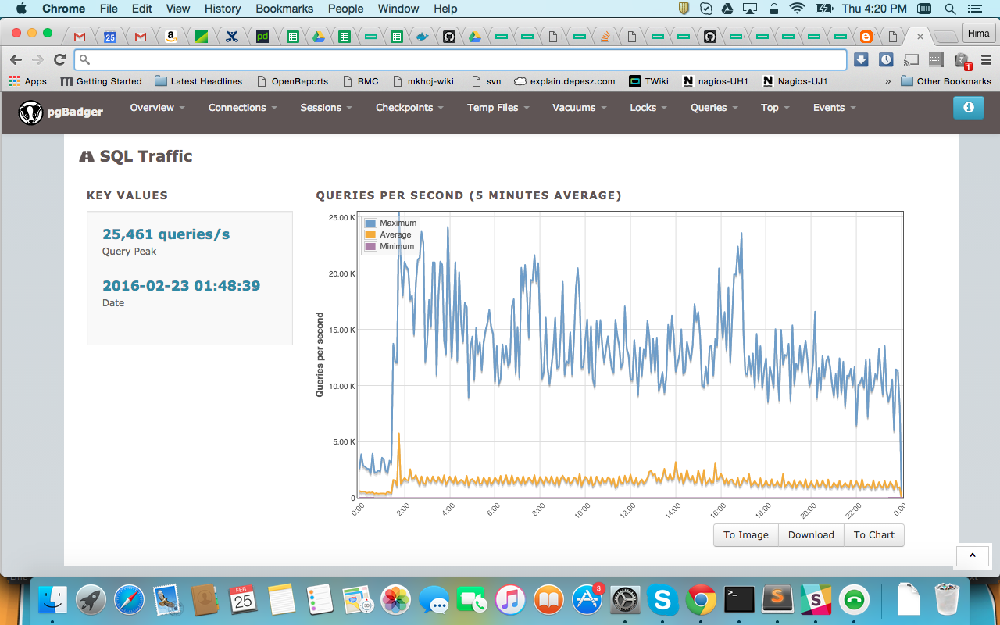 Chrome File Edit View History Bookmarks People Window Help Thu 4:20 PM
25 a pd Hima
Apps Getting Started Latest Headlines OpenReports RMC mkhoj-wiki svn explain.depesz.com TWiki nagios-UH1 Nagios-UJ1 » Other Bookmarks
1
pgBadger Overview Connections Sessions Checkpoints Temp Files Vacuums Locks Queries Top Events
SQL Traffic
KEY VALUES
25,461 queries/s
Query Peak
2016-02-23 01:48:39
Date
QUERIES PER SECOND (5 MINUTES AVERAGE)
Maximum
Average
Minimum
Queries per second
25.00 K
20.00 K
15.00 K
10.00 K
5.00 K
0
0:00 2:00 4:00 6:00 8:00 10:00 12:00 14:00 16:00 18:00 20:00 22:00 0:00
To Image Download To Chart
^
FEB
25
3